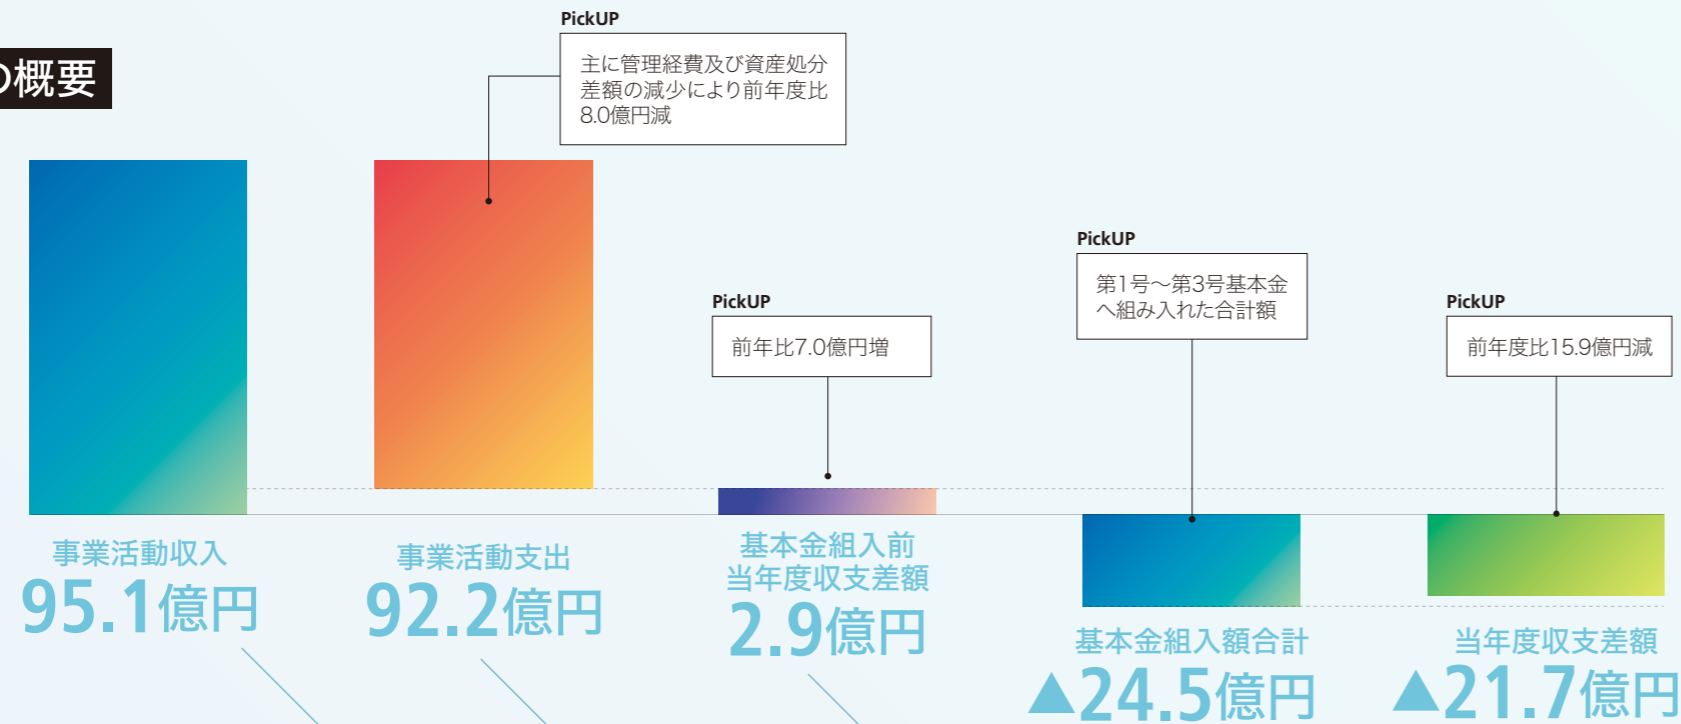 の概要
PickUP
主に管理経費及び資産処分
差額の減少により前年度比
8.0億円減
PickUP
前年比7.0億円増
PickUP
第1号～第3号基本金
へ組み入れた合計額
PickUP
前年度比15.9億円減
事業活動収入
95.1億円
事業活動支出
92.2億円
基本金組入前
当年度収支差額
2.9億円
基本金組入額合計
▲24.5億円
当年度収支差額
▲21.7億円